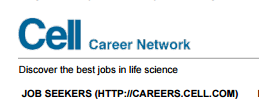 Cell Career Network
Discover the best jobs in life science
JOB SEEKERS (HTTP://CAREERS.CELL.COM)